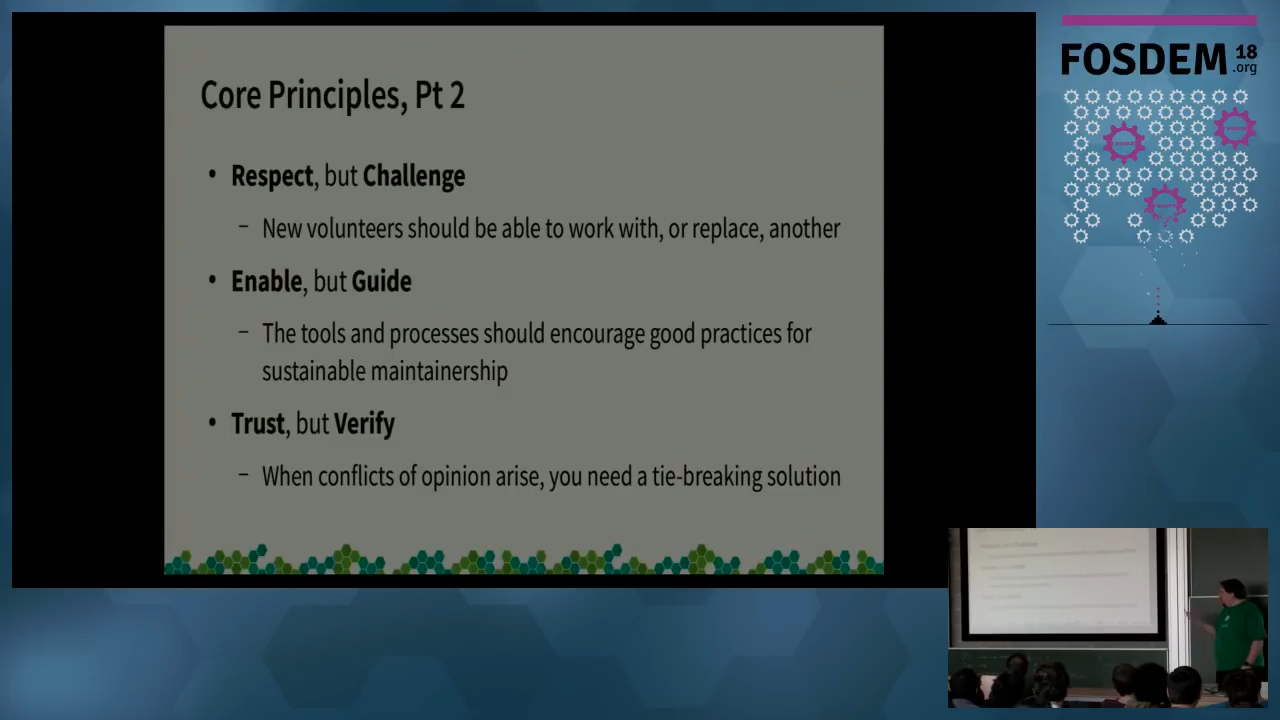 Core Principles, Pt 2
• Respect, but Challenge
– New volunteers should be able to work with, or replace, another
• Enable, but Guide
– The tools and processes should encourage good practices for
sustainable maintainership
• Trust, but Verify
– When conflicts of opinion arise, you need a tie-breaking solution
FOSDEM 18
.org